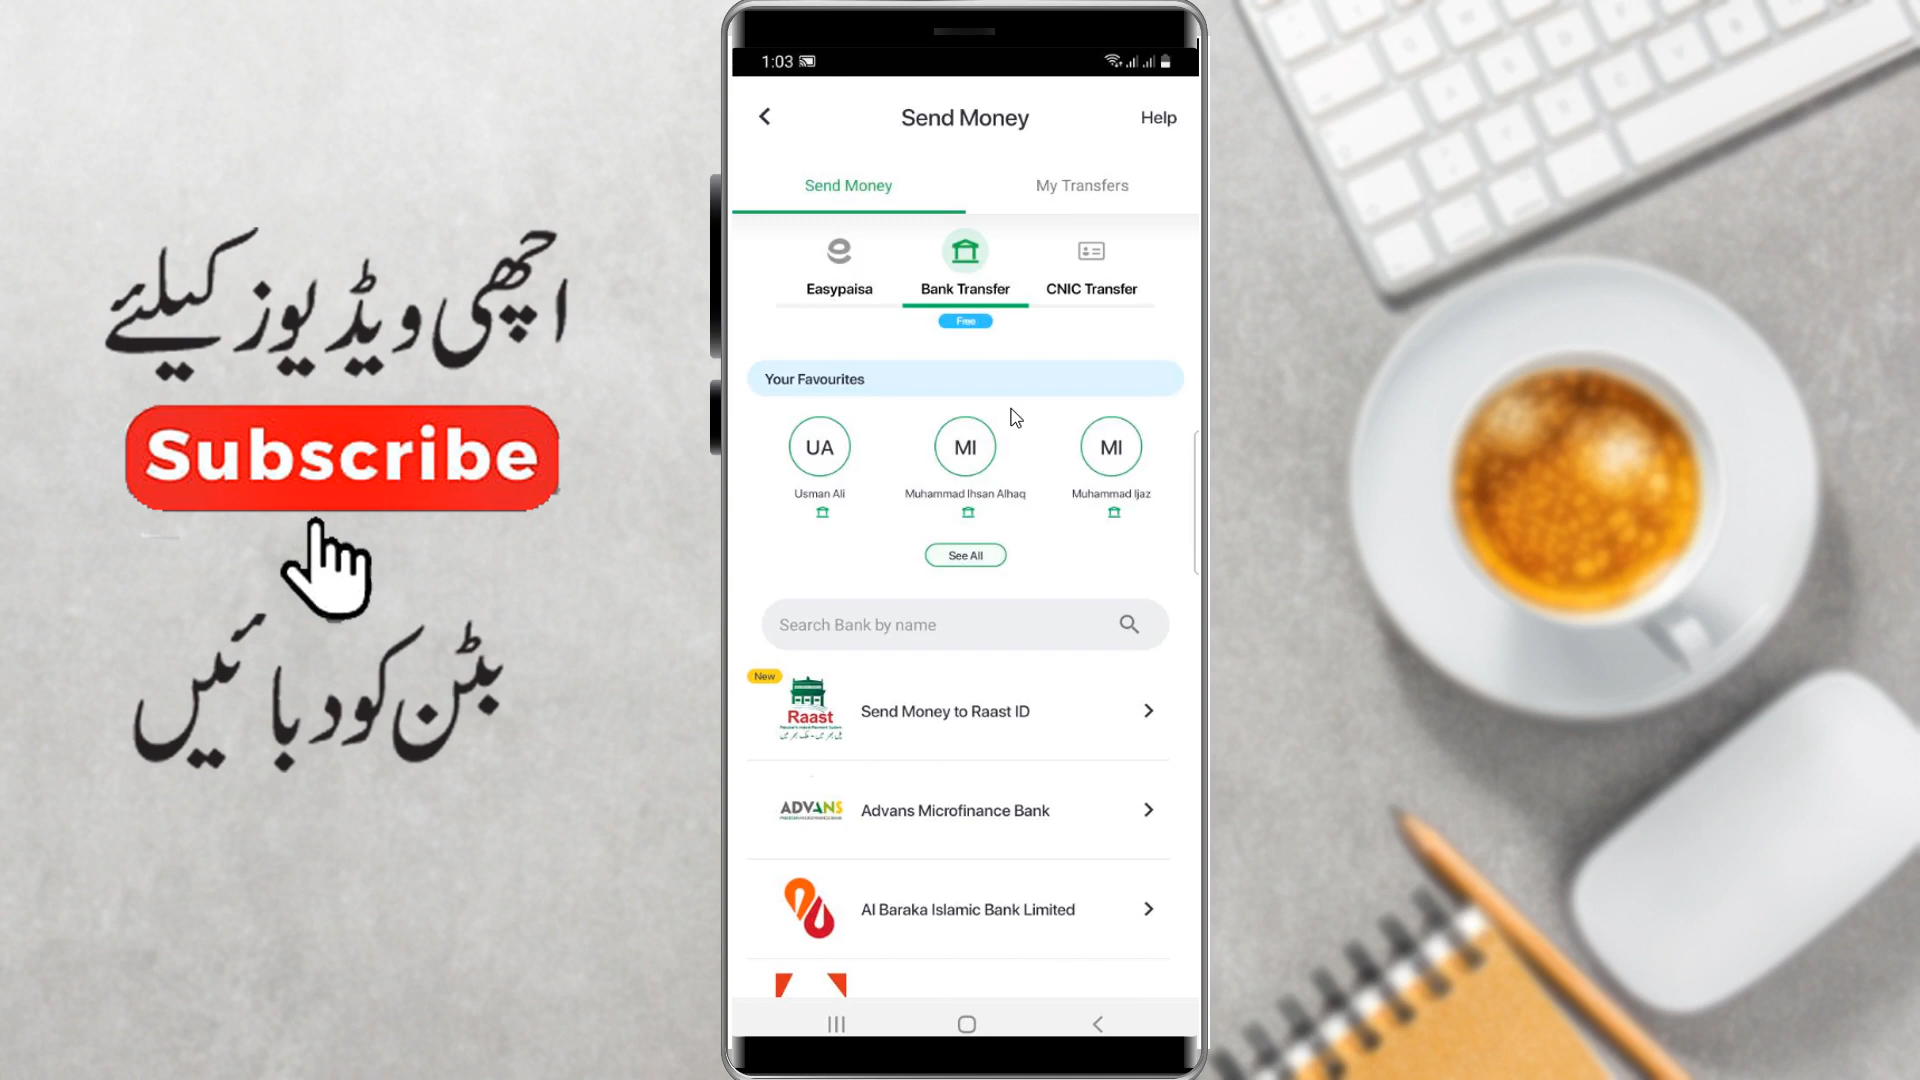 اچھی ویڈیوز کیلئے
Subscribe
بٹن کو دبائیں
1:03
Send Money
Help
Send Money
My Transfers
Easypaisa
Bank Transfer
CNIC Transfer
Free
Your Favourites
UA
MI
MI
Usman Ali
Muhammad Ihsan Alhaq
Muhammad Ijaz
See All
Search Bank by name
New
Raast
Send Money to Raast ID
ADVANS
Advans Microfinance Bank
Al Baraka Islamic Bank Limited